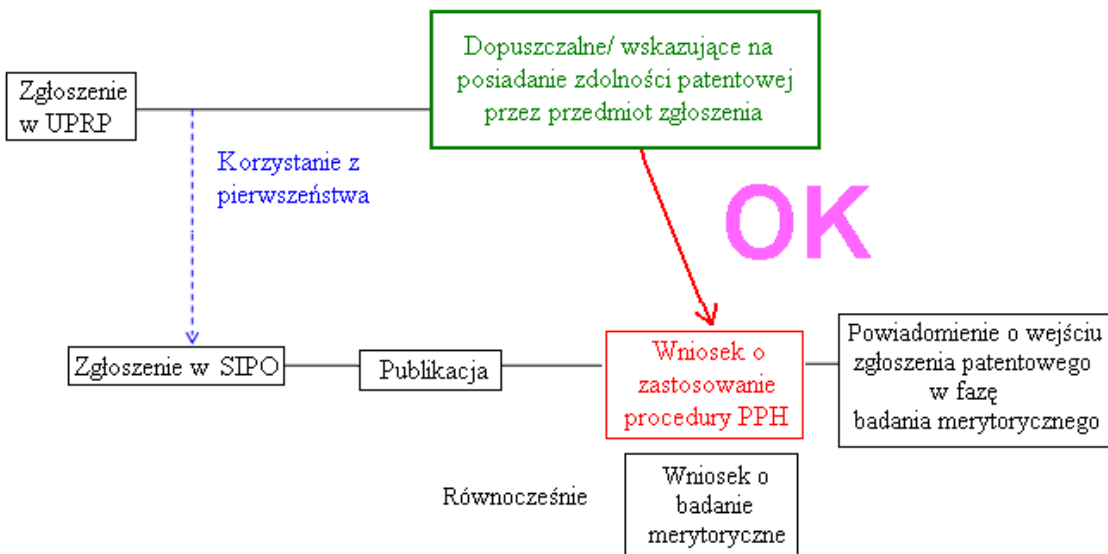 Zgłoszenie
w UPRP
Dopuszczalne/ wskazujące na
posiadanie zdolności patentowej
przez przedmiot zgłoszenia
Korzystanie z
pierwszeństwa
OK
Zgłoszenie w SIPO
Publikacja
Wniosek o
zastosowanie
procedury PPH
Powiadomienie o wejściu
zgłoszenia patentowego
w fazę
badania merytorycznego
Równocześnie
Wniosek o
badanie
merytoryczne